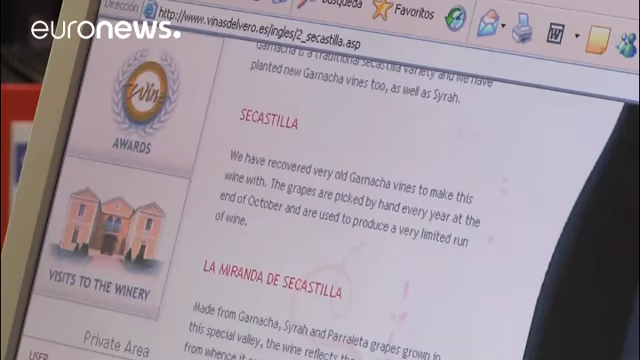 euronews.
Dirección
http://www.vinasdelvero.es/ingles/2_secastilla.asp
Búsqueda
Favoritos
Garnacha is a traditional Secastilla variety and we have
planted new Garnacha vines too, as well as Syrah.
Wine
AWARDS
SECASTILLA
We have recovered very old Garnacha vines to make this
wine with. The grapes are picked by hand every year at the
end of October and are used to produce a very limited run
of wine.
VISITS TO THE WINERY
LA MIRANDA DE SECASTILLA
Made from Garnacha, Syrah and Parraleta grapes grown in
this special valley, the wine reflects the
from whence it
Private Area
USER